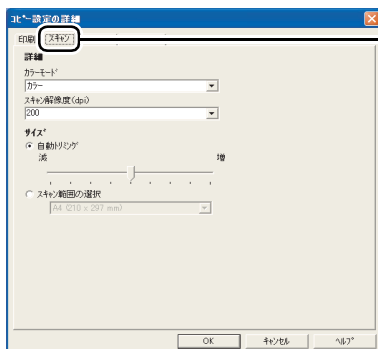 ｺﾋﾟｰ設定の詳細
印刷 ｽｷｬﾝ
詳細
ｶﾗｰﾓｰﾄﾞ
ｶﾗｰ
ｽｷｬﾝ解像度(dpi)
200
ｻｲｽﾞ
自動ﾄﾘﾐﾝｸﾞ
減 増
ｽｷｬﾝ範囲の選択
A4 (210 x 297 mm)
OK ｷｬﾝｾﾙ ﾍﾙﾌﾟ